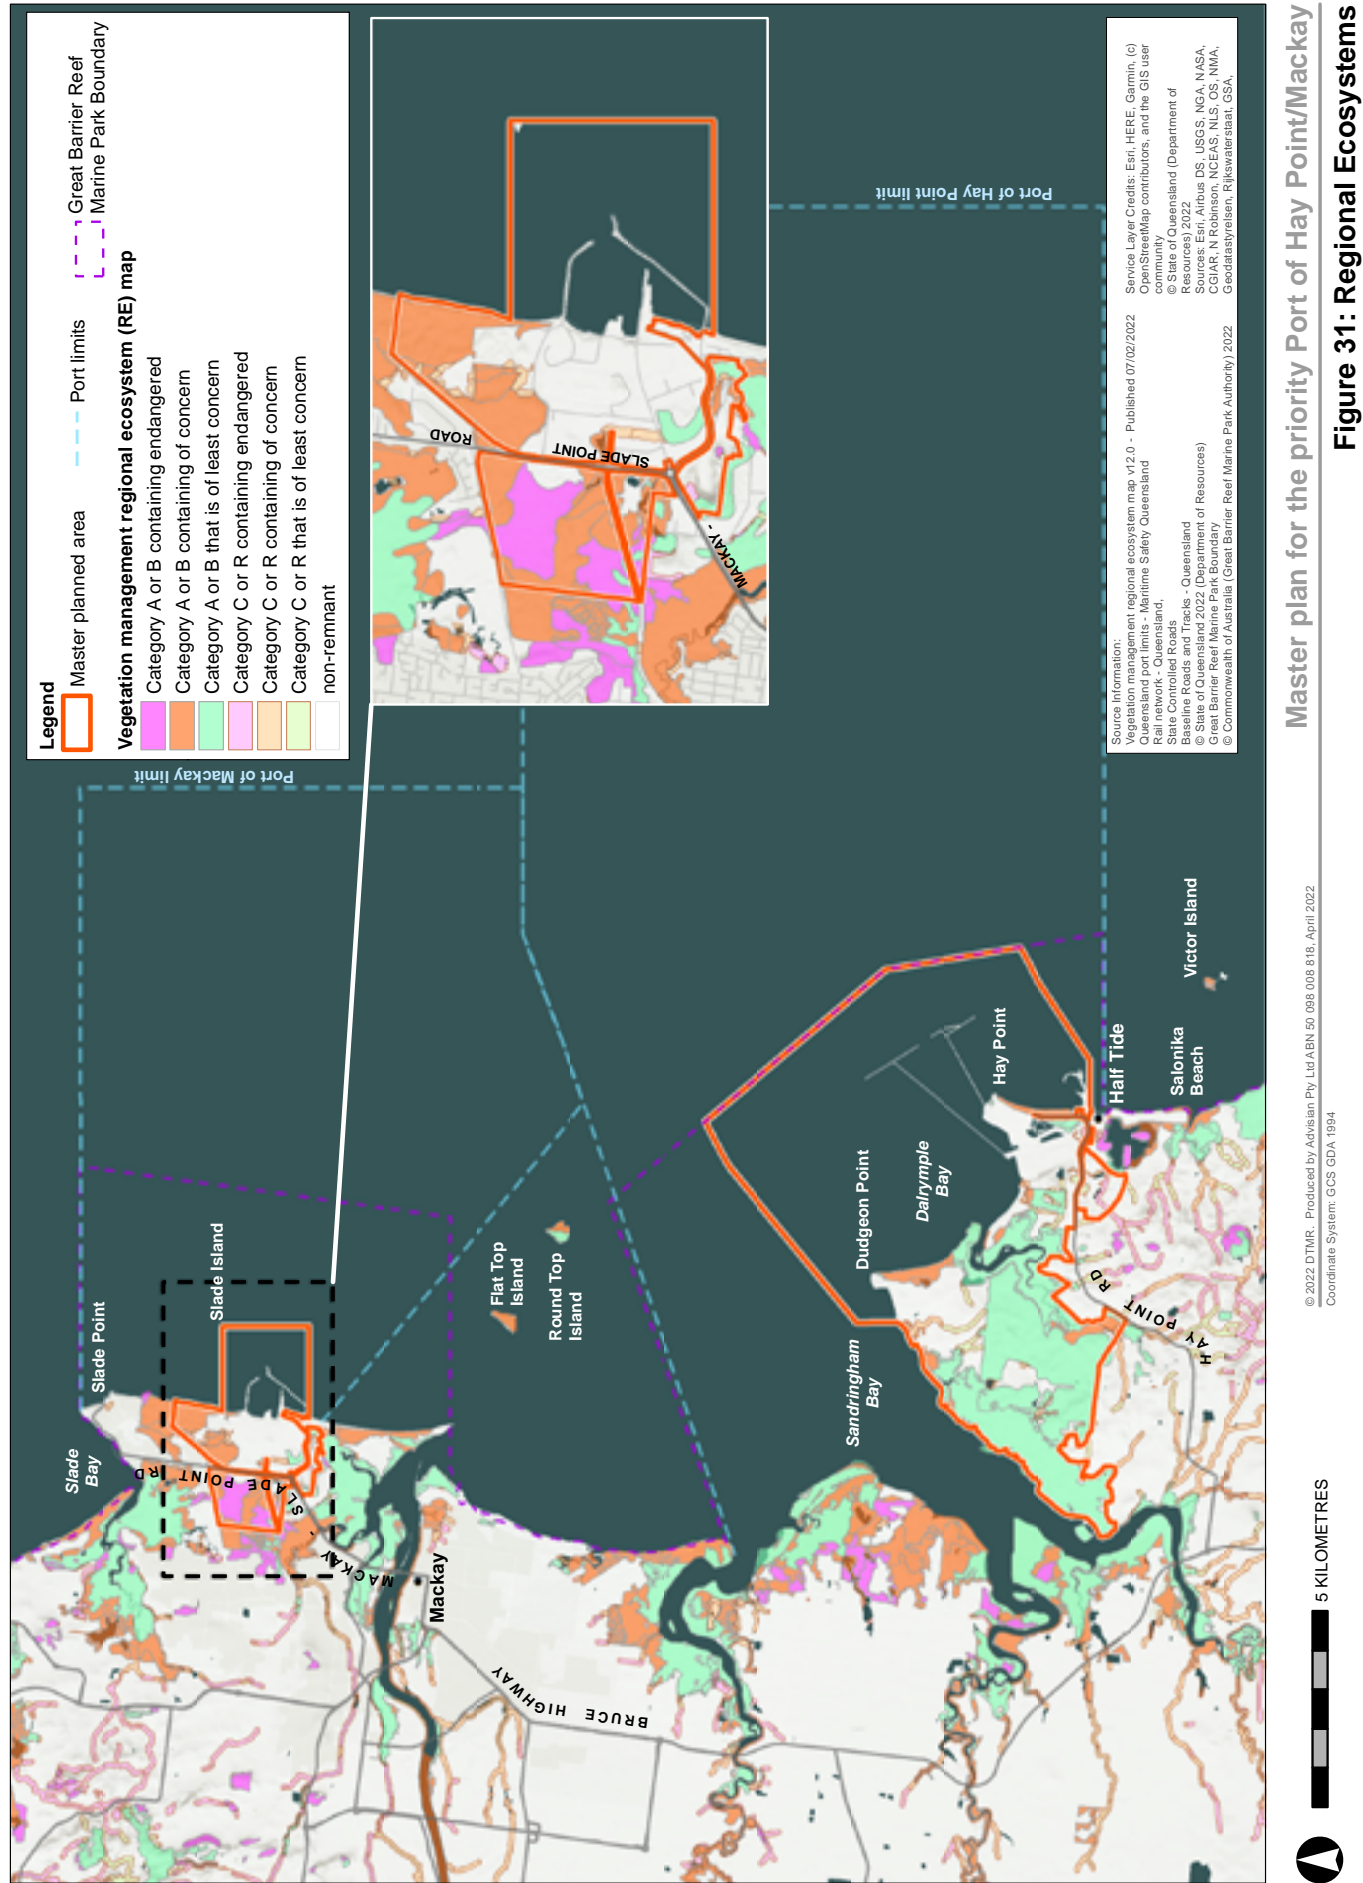 Legend
Master planned area
Port limits
Great Barrier Reef
Marine Park Boundary
Vegetation management regional ecosystem (RE) map
Category A or B containing endangered
Category A or B containing of concern
Category A or B that is of least concern
Category C or R containing endangered
Category C or R containing of concern
Category C or R that is of least concern
non-remnant
Port of Mackay limit
Port of Hay Point limit
ROAD
SLADE POINT
MACKAY -
Slade Point
Slade
Bay
Slade Island
MACKAY - SLADE POINT RD
Mackay
BRUCE HIGHWAY
Flat Top
Island
Round Top
Island
Sandringham
Bay
Dudgeon Point
Dalrymple
Bay
Hay Point
Half Tide
Salonika
Beach
Victor Island
HAY POINT RD
Source Information:
Vegetation management regional ecosystem map v12.0 - Published 07/02/2022
Queensland port limits - Maritime Safety Queensland
Rail network - Queensland,
State Controlled Roads
Baseline Roads and Tracks - Queensland
© State of Queensland 2022 (Department of Resources)
Great Barrier Reef Marine Park Boundary
© Commonwealth of Australia (Great Barrier Reef Marine Park Authority) 2022
Service Layer Credits: Esri, HERE, Garmin, (c)
OpenStreetMap contributors, and the GIS user
community
© State of Queensland (Department of
Resources) 2022
Sources: Esri, Airbus DS, USGS, NGA, NASA,
CGIAR, N Robinson, NCEAS, NLS, OS, NMA,
Geodatastyrelsen, Rijkswaterstaat, GSA,
5 KILOMETRES
© 2022 DTMR. Produced by Advisian Pty Ltd ABN 50 098 008 818, April 2022
Coordinate System: GCS GDA 1994
Master plan for the priority Port of Hay Point/Mackay
Figure 31: Regional Ecosystems